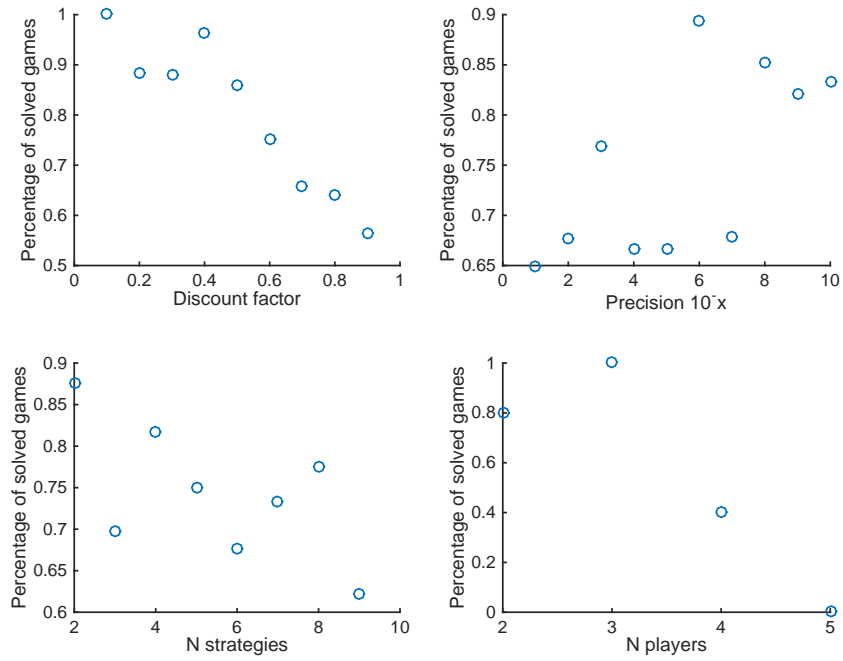 Percentage of solved games
1
0.9
0.8
0.7
0.6
0.5
0 0.2 0.4 0.6 0.8 1
Discount factor
Percentage of solved games
0.9
0.85
0.8
0.75
0.7
0.65
0 2 4 6 8 10
Precision 10-x
Percentage of solved games
0.9
0.85
0.8
0.75
0.7
0.65
0.6
2 4 6 8 10
N strategies
Percentage of solved games
1
0.8
0.6
0.4
0.2
0
2 3 4 5
N players